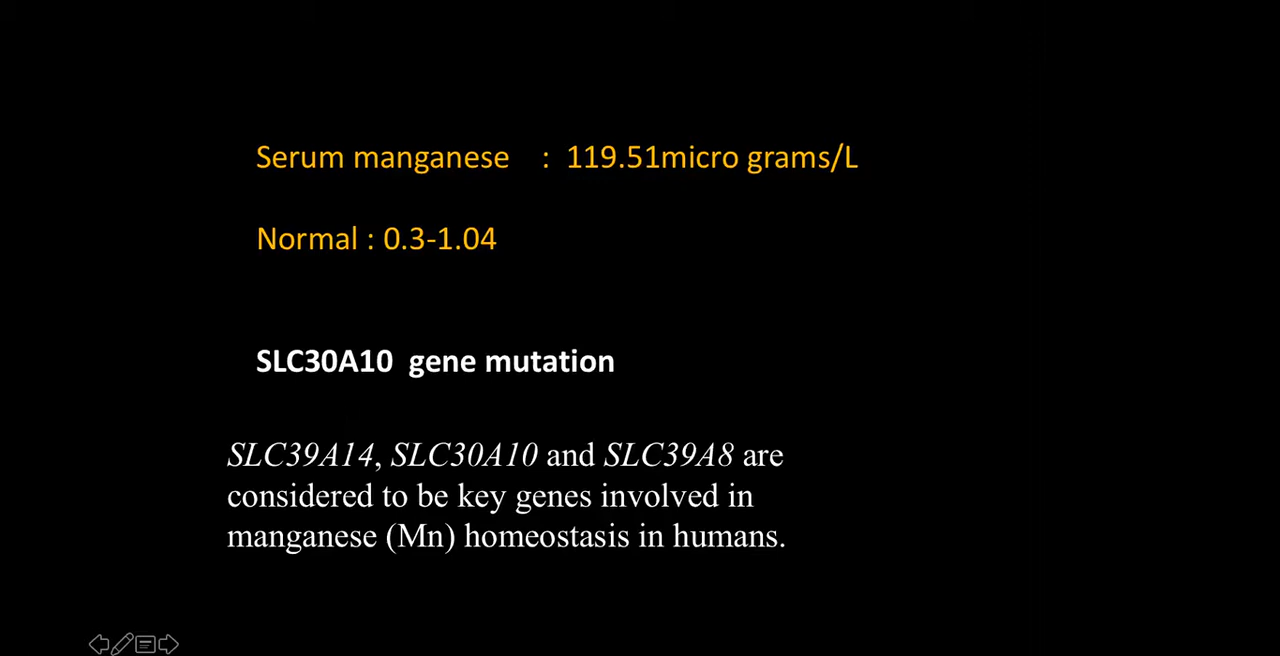 Serum manganese : 119.51micro grams/L
Normal : 0.3-1.04
SLC30A10 gene mutation
SLC39A14, SLC30A10 and SLC39A8 are
considered to be key genes involved in
manganese (Mn) homeostasis in humans.